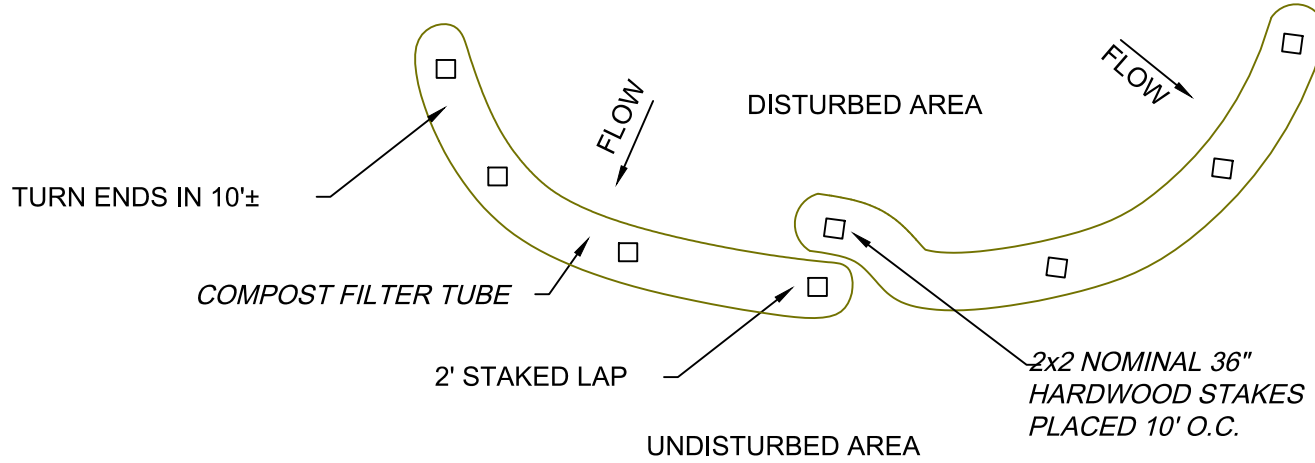 FLOW
FLOW
DISTURBED AREA
TURN ENDS IN 10'±
COMPOST FILTER TUBE
2' STAKED LAP
2x2 NOMINAL 36"
HARDWOOD STAKES
PLACED 10' O.C.
UNDISTURBED AREA